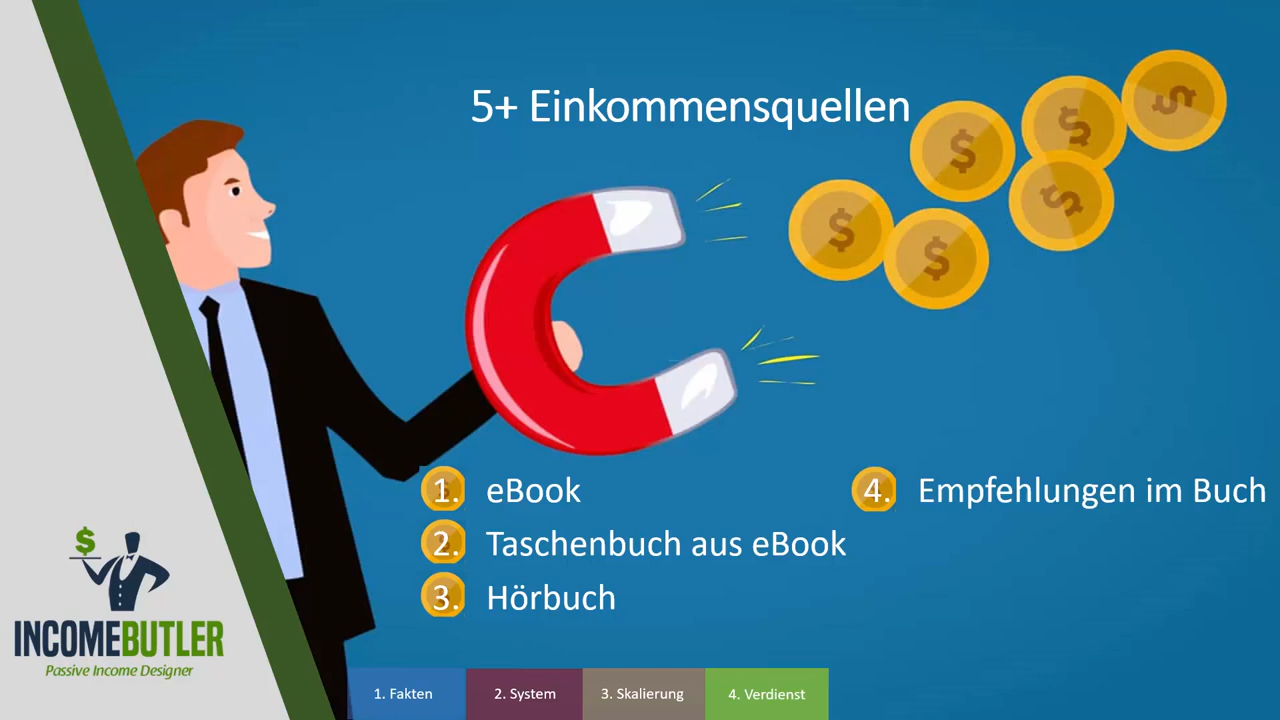 5+ Einkommensquellen
1. eBook
2. Taschenbuch aus eBook
3. Hörbuch
4. Empfehlungen im Buch
$
$
$
$
$
$
$
INCOMEBUTLER
Passive Income Designer
1. Fakten
2. System
3. Skalierung
4. Verdienst